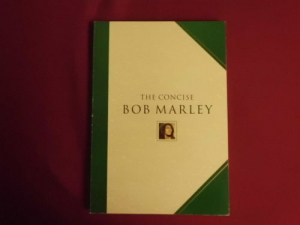 THE CONCISE
BOB MARLEY